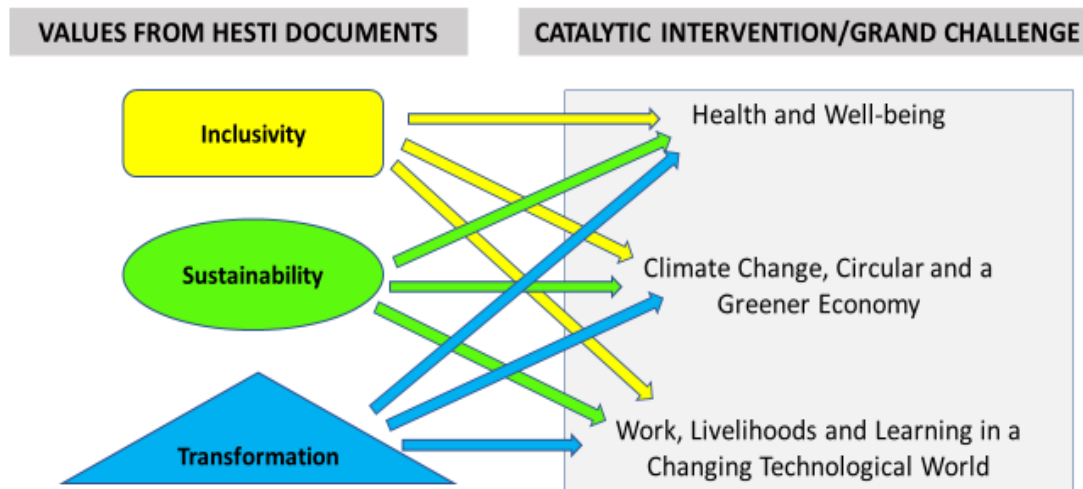 VALUES FROM HESTI DOCUMENTS
CATALYTIC INTERVENTION/GRAND CHALLENGE
Inclusivity
Sustainability
Transformation
Health and Well-being
Climate Change, Circular and a
Greener Economy
Work, Livelihoods and Learning in a
Changing Technological World